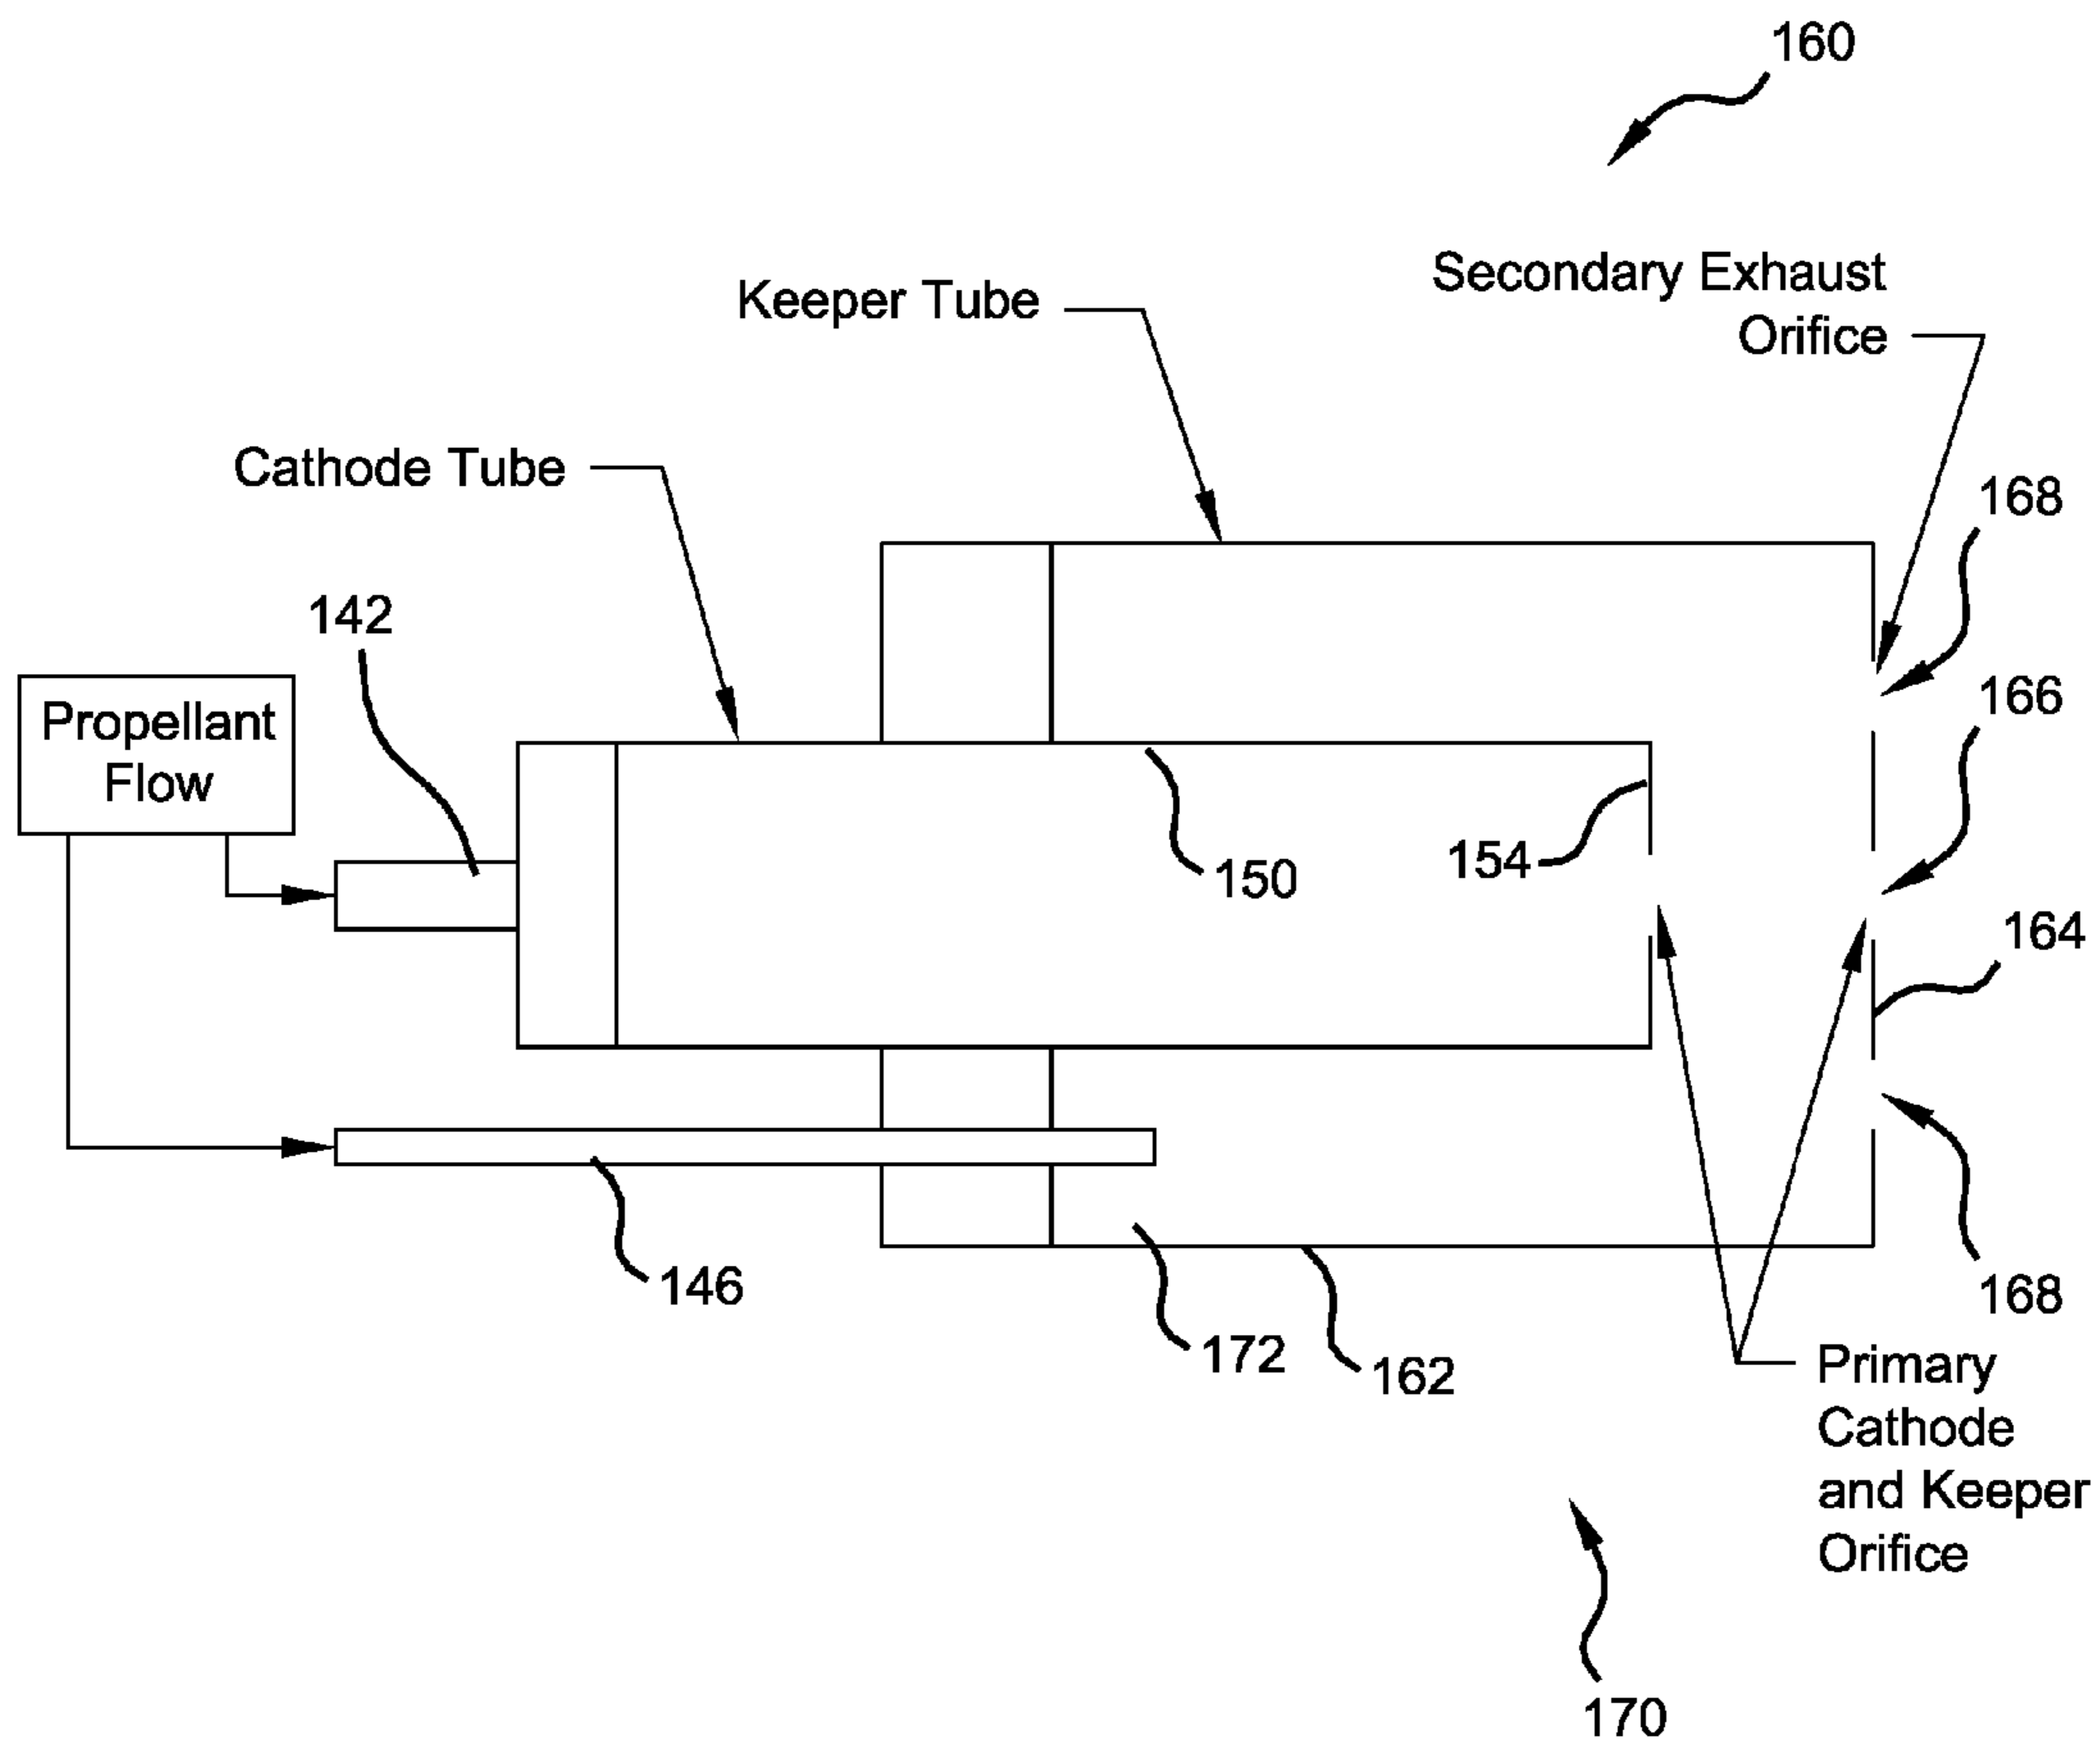 160
Secondary Exhaust
Orifice
Keeper Tube
Cathode Tube
168
142
166
Propellant
Flow
150
154
164
146
168
172
162
Primary
Cathode
and Keeper
Orifice
170